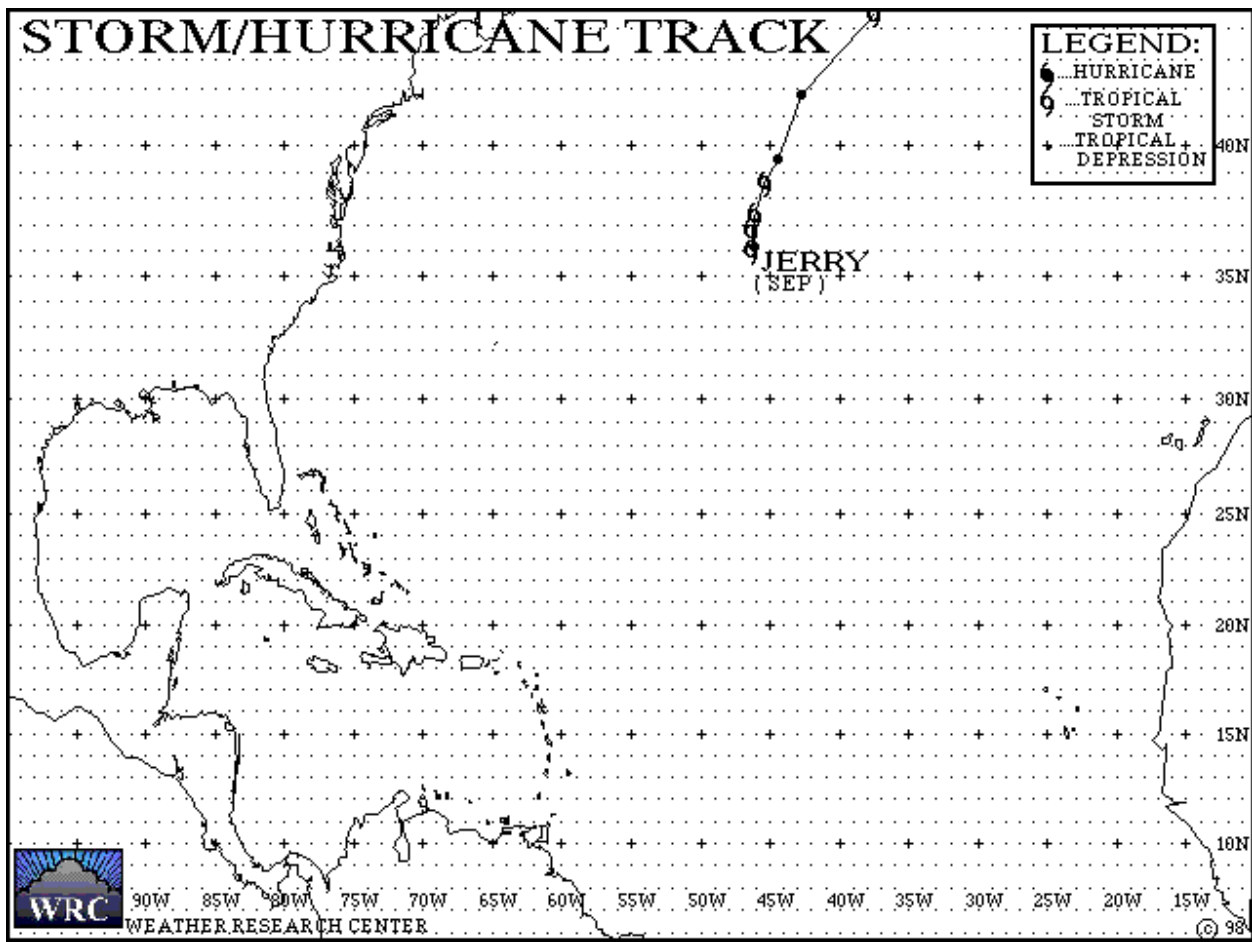 STORM/HURRICANE TRACK
LEGEND:
...HURRICANE
...TROPICAL
STORM
...TROPICAL
DEPRESSION
40N
JERRY
(SEP)
35N
30N
25N
20N
15N
10N
90W 85W 80W 75W 70W 65W 60W 55W 50W 45W 40W 35W 30W 25W 20W 15W
WRC
WEATHER RESEARCH CENTER
© 98